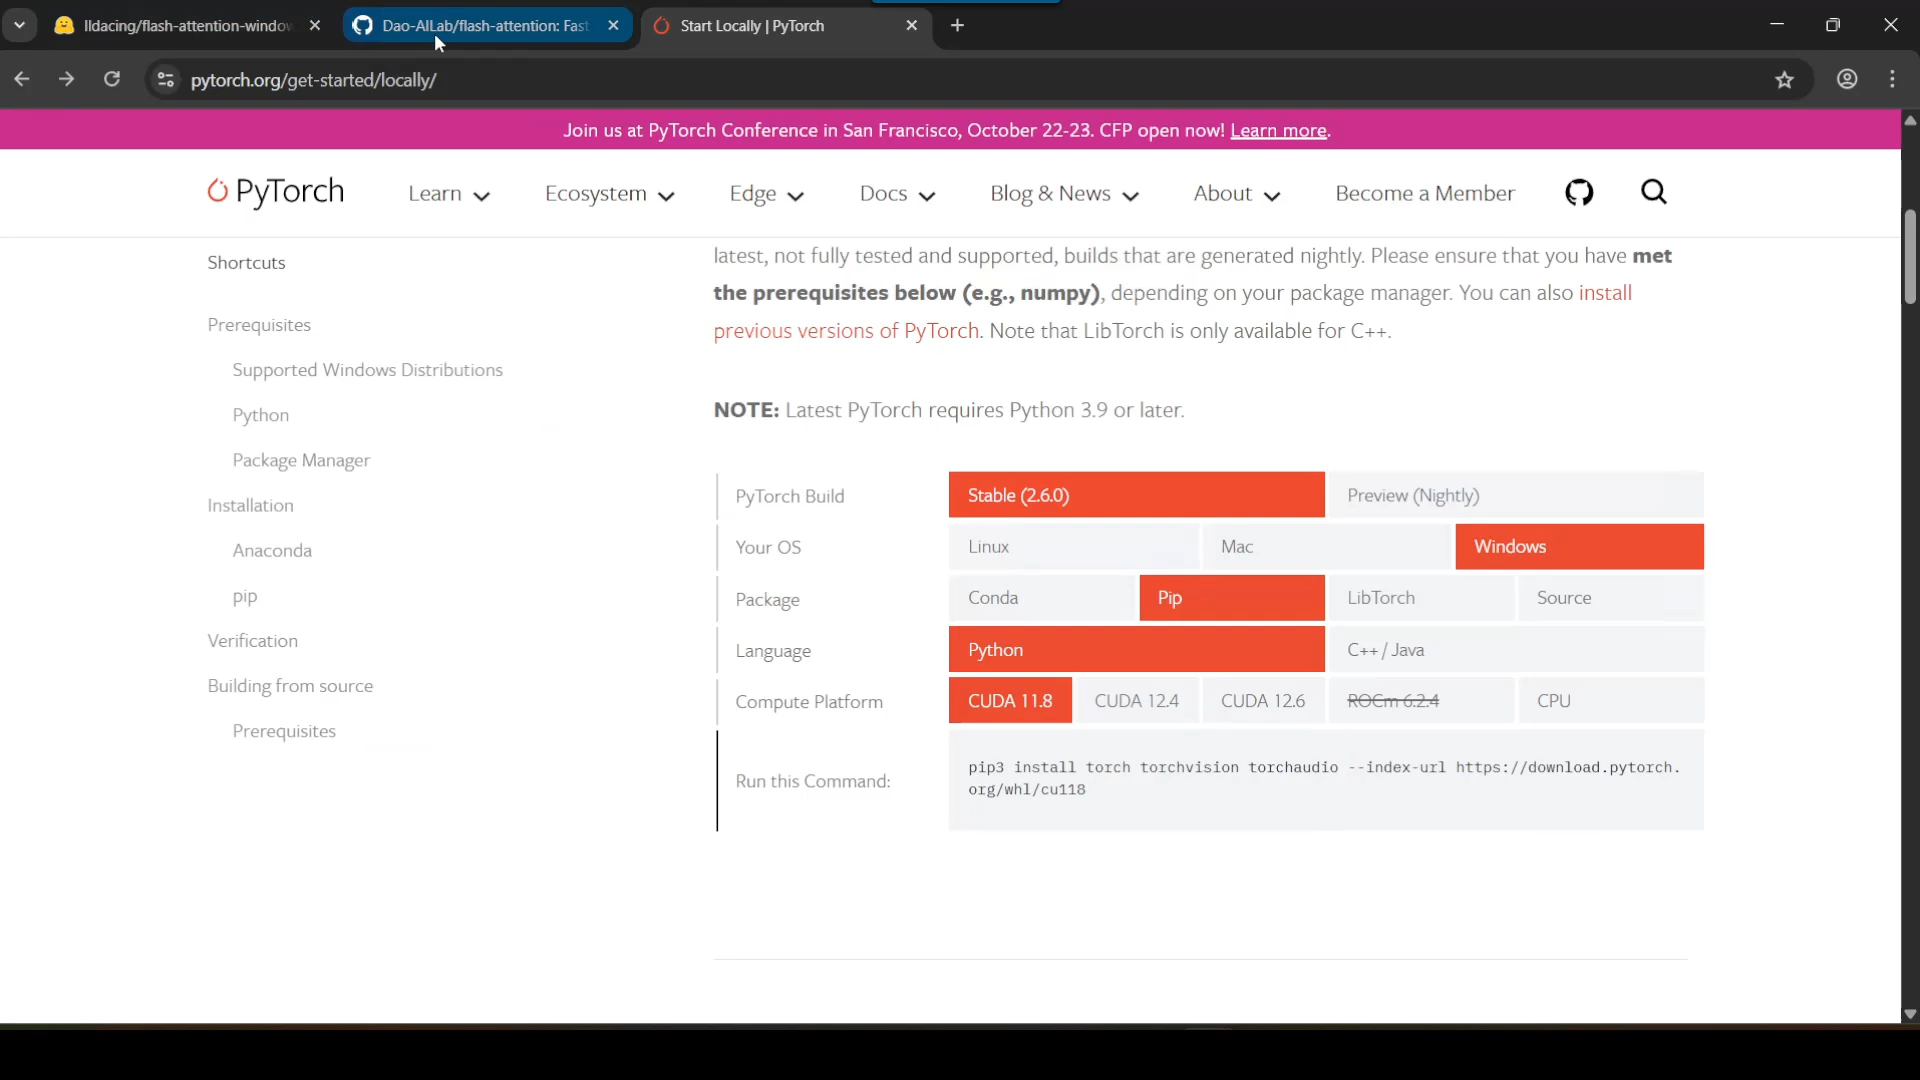 lldacing/flash-attention-window
Dao-AILab/flash-attention: Fast
Start Locally | PyTorch
pytorch.org/get-started/locally/
Join us at PyTorch Conference in San Francisco, October 22-23. CFP open now! Learn more.
PyTorch
Learn
Ecosystem
Edge
Docs
Blog & News
About
Become a Member
Shortcuts
Prerequisites
Supported Windows Distributions
Python
Package Manager
Installation
Anaconda
pip
Verification
Building from source
Prerequisites
latest, not fully tested and supported, builds that are generated nightly. Please ensure that you have met
the prerequisites below (e.g., numpy), depending on your package manager. You can also install
previous versions of PyTorch. Note that LibTorch is only available for C++.
NOTE: Latest PyTorch requires Python 3.9 or later.
PyTorch Build
Stable (2.6.0)
Preview (Nightly)
Your OS
Linux
Mac
Windows
Package
Conda
Pip
LibTorch
Source
Language
Python
C++ / Java
Compute Platform
CUDA 11.8
CUDA 12.4
CUDA 12.6
ROCm 6.2.4
CPU
Run this Command:
pip3 install torch torchvision torchaudio --index-url https://download.pytorch.
org/whl/cu118